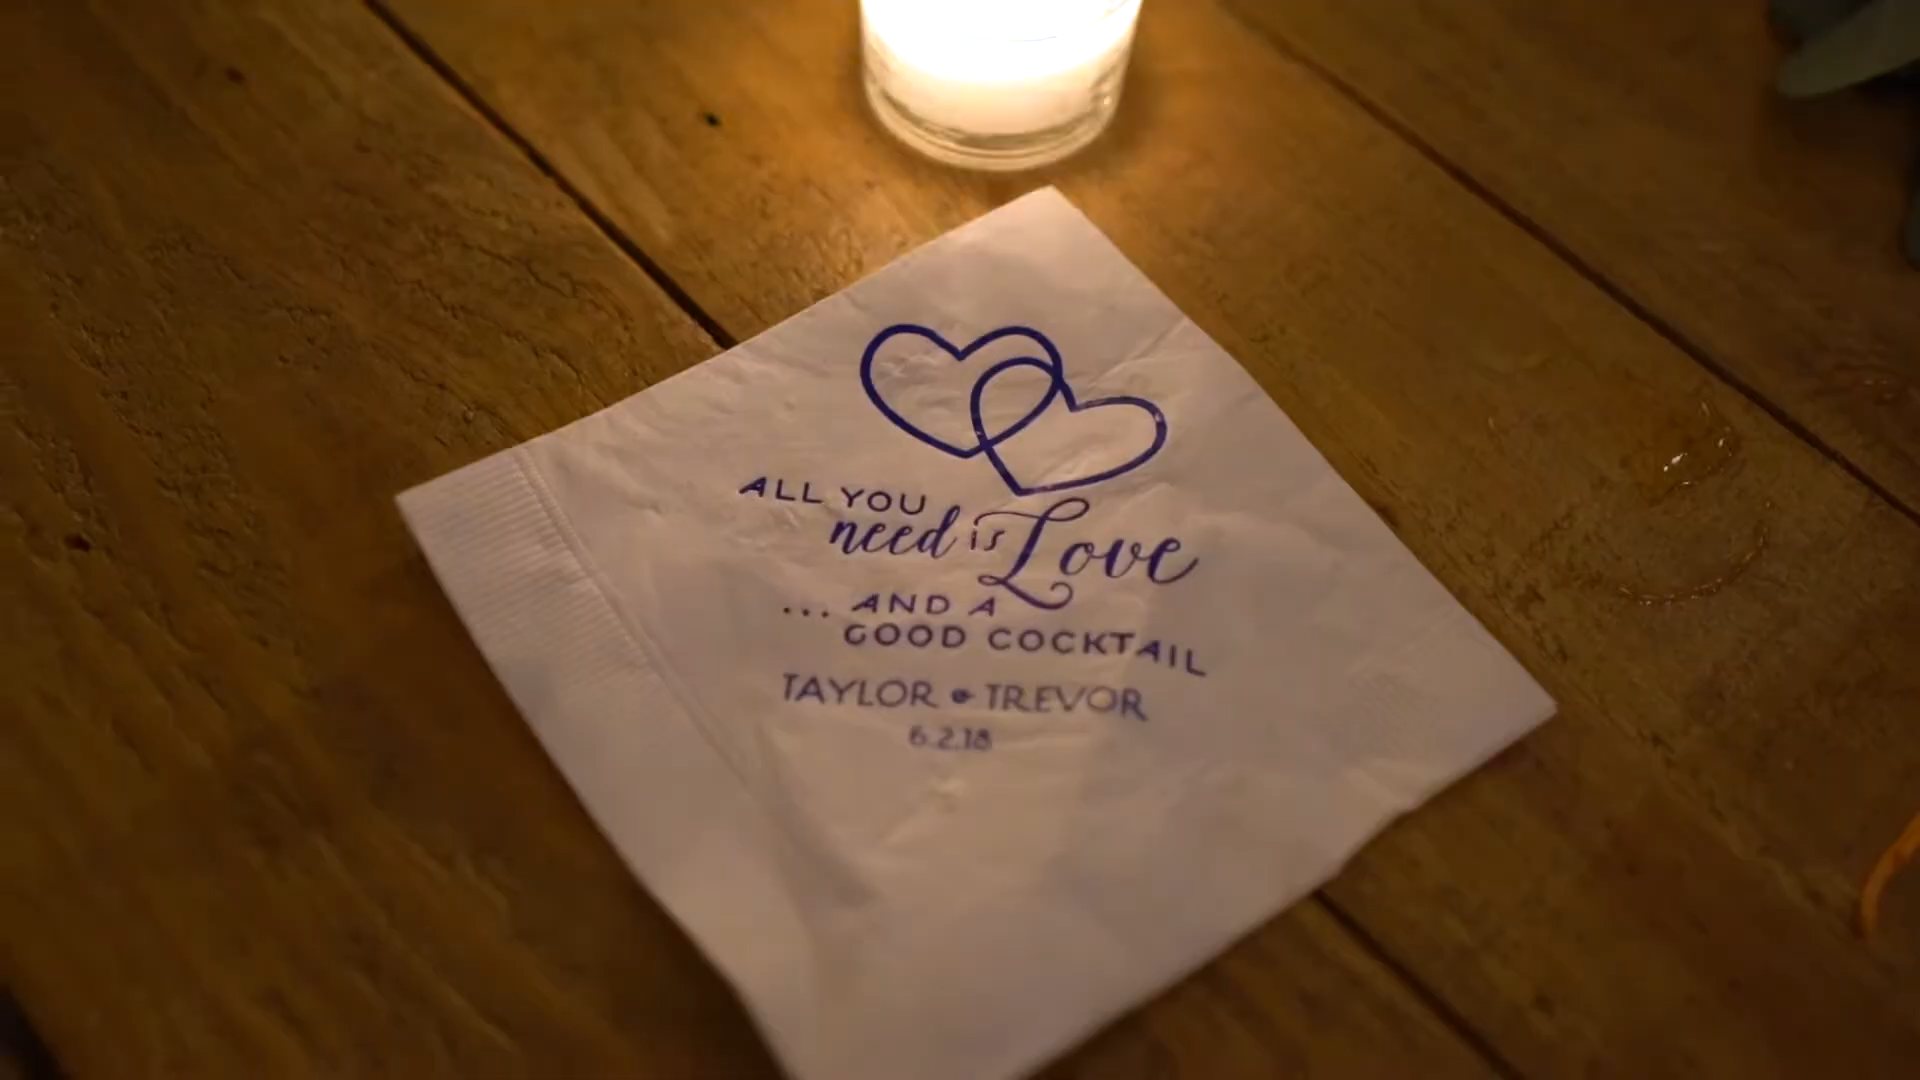 ALL YOU
need is Love
... AND A
GOOD COCKTAIL
TAYLOR • TREVOR
6.2.18